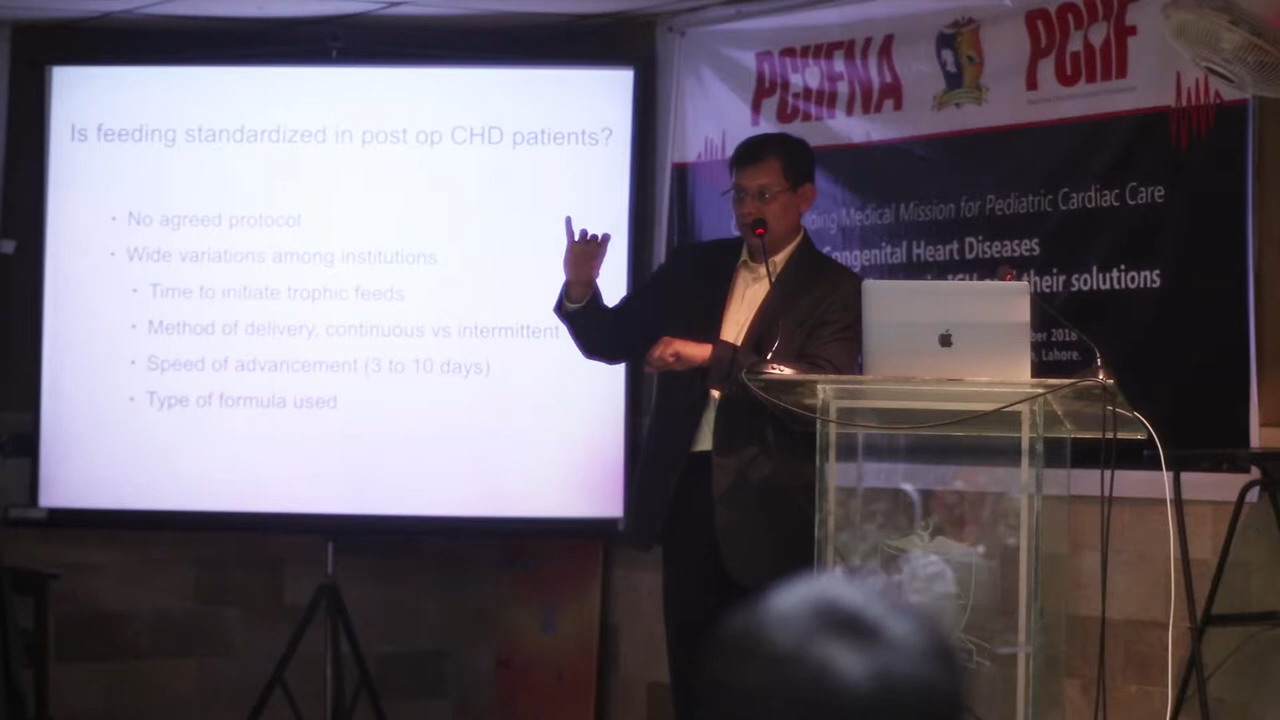 Is feeding standardized in post op CHD patients?
• No agreed protocol
• Wide variations among institutions
• Time to initiate trophic feeds
• Method of delivery, continuous vs intermittent
• Speed of advancement (3 to 10 days)
• Type of formula used
PCHFNA
PCHF
Medical Mission for Pediatric Cardiac Care
Congenital Heart Diseases
their solutions
2018
Lahore.